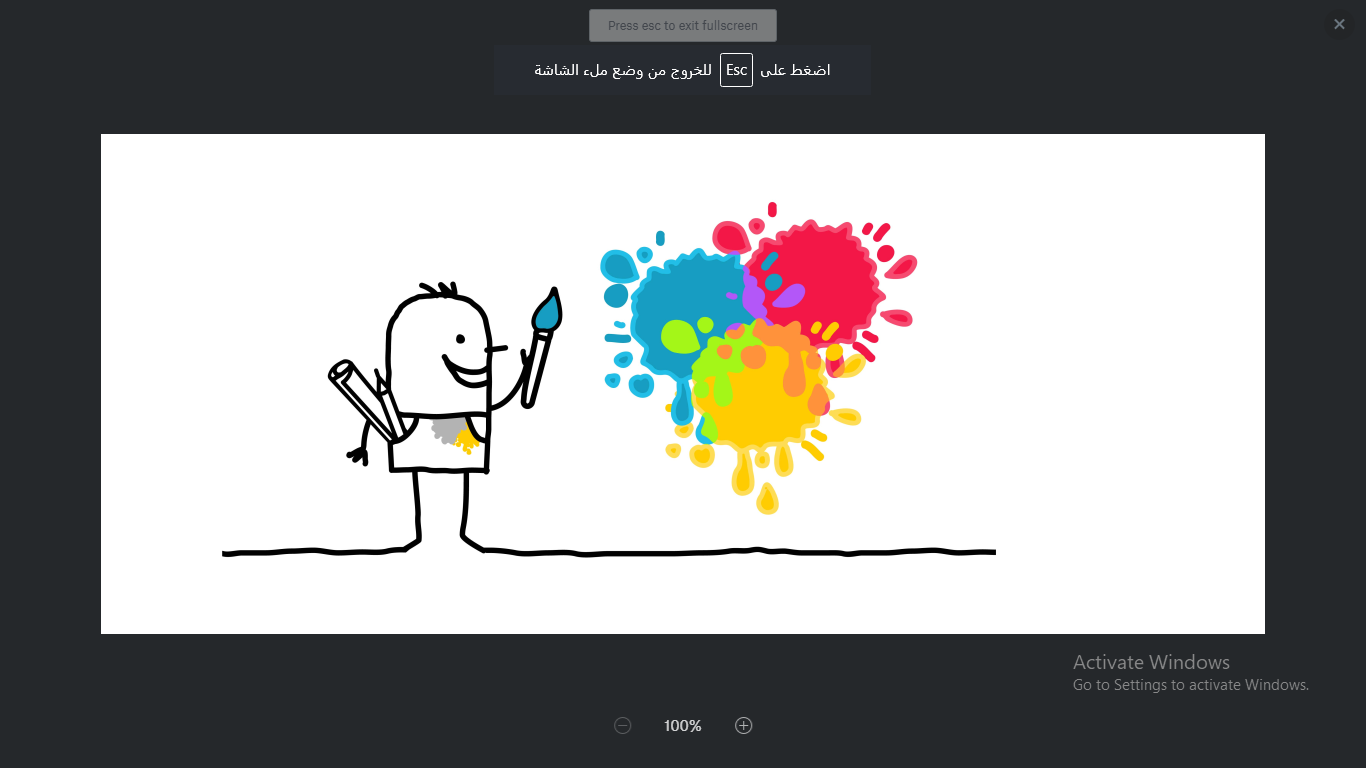 Press esc to exit fullscreen
اضغط على Esc للخروج من وضع ملء الشاشة
Activate Windows
Go to Settings to activate Windows.
100%